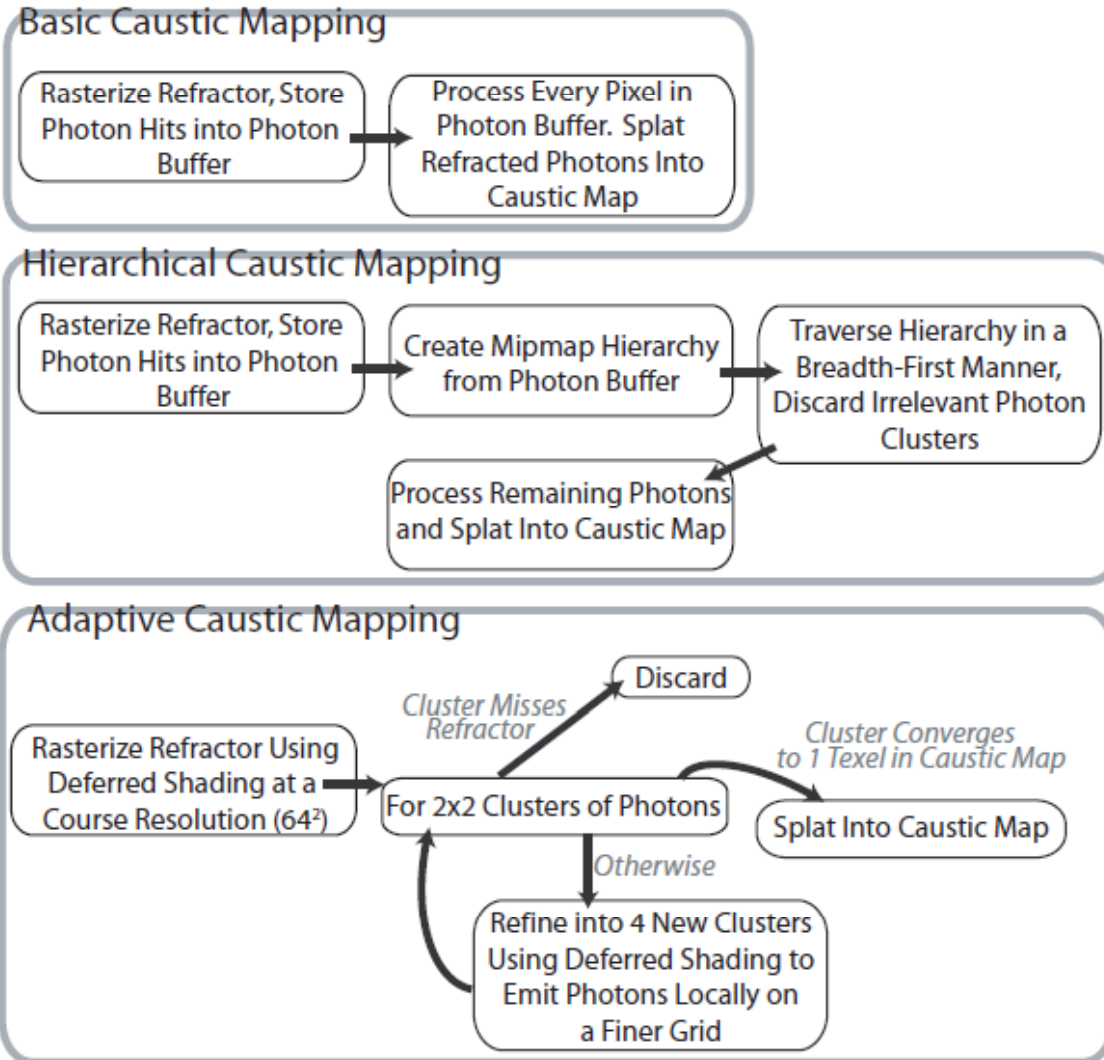 Basic Caustic Mapping
Rasterize Refractor, Store
Photon Hits into Photon
Buffer
Process Every Pixel in
Photon Buffer. Splat
Refracted Photons Into
Caustic Map
Hierarchical Caustic Mapping
Rasterize Refractor, Store
Photon Hits into Photon
Buffer
Create Mipmap Hierarchy
from Photon Buffer
Traverse Hierarchy in a
Breadth-First Manner,
Discard Irrelevant Photon
Clusters
Process Remaining Photons
and Splat Into Caustic Map
Adaptive Caustic Mapping
Rasterize Refractor Using
Deferred Shading at a
Course Resolution (64²)
For 2x2 Clusters of Photons
Cluster Misses
Refractor
Discard
Cluster Converges
to 1 Texel in Caustic Map
Splat Into Caustic Map
Otherwise
Refine into 4 New Clusters
Using Deferred Shading to
Emit Photons Locally on
a Finer Grid